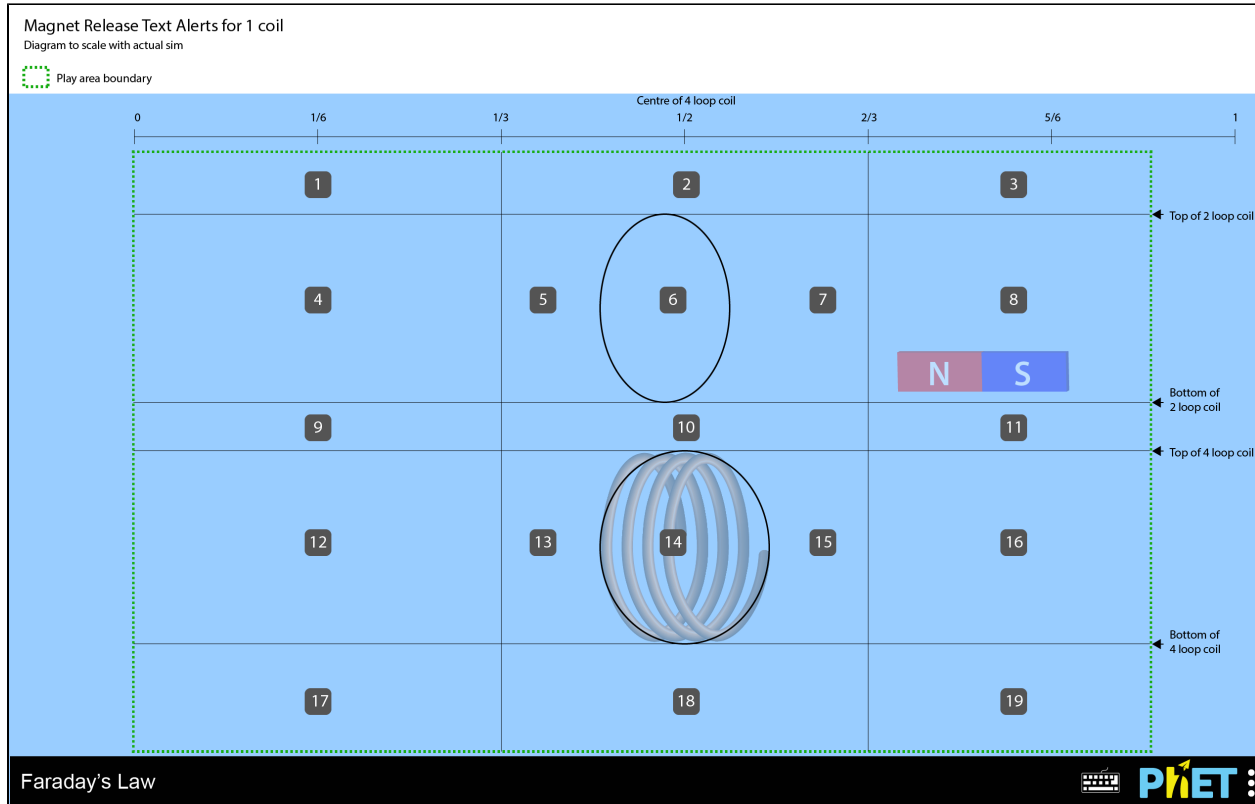 Magnet Release Text Alerts for 1 coil
Diagram to scale with actual sim
Play area boundary
Centre of 4 loop coil
0 1/6 1/3 1/2 2/3 5/6 1
1 2 3
Top of 2 loop coil
4 5 6 7 8
N S
Bottom of
2 loop coil
9 10 11
Top of 4 loop coil
12 13 14 15 16
Bottom of
4 loop coil
17 18 19
Faraday's Law
PhET